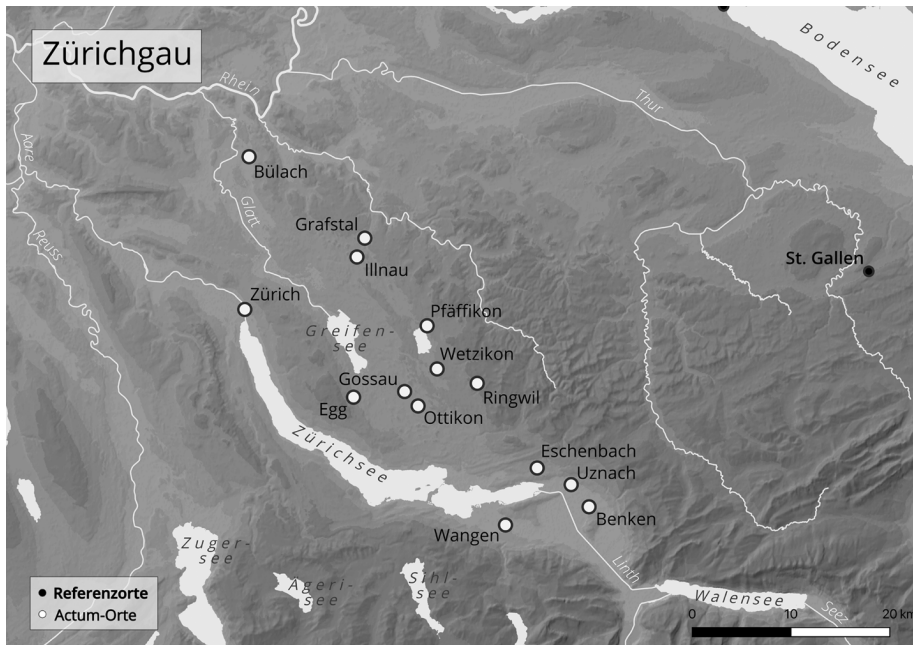 Zürichgau
Bodensee
Rhein
Thur
Aare
Bülach
Glatt
Reuss
Grafstal
Illnau
St. Gallen
Zürich
Pfäffikon
Greifen-
see
Wetzikon
Gossau
Ringwil
Egg
Ottikon
Zürichsee
Eschenbach
Uznach
Benken
Wangen
Zuger-
see
Ägeri-
see
Sihl-
see
Linth
Walensee
Seez
Referenzorte
Actum-Orte
0 10 20 km